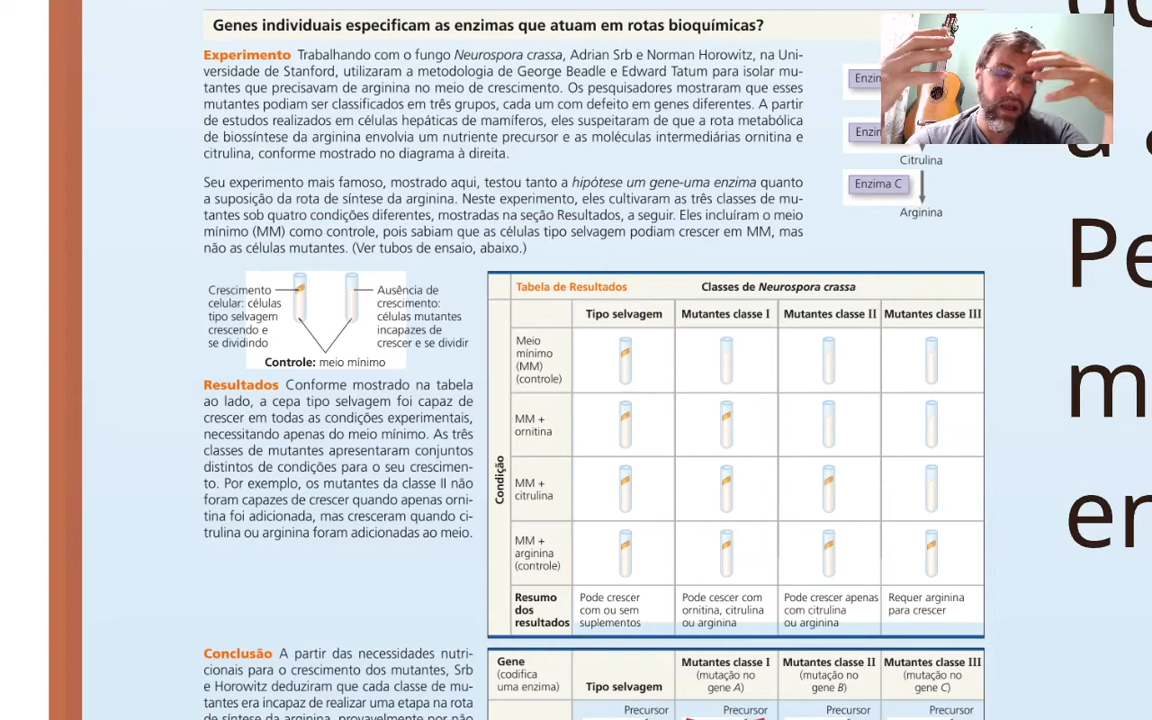 Genes individuais especificam as enzimas que atuam em rotas bioquímicas?
Experimento Trabalhando com o fungo Neurospora crassa, Adrian Srb e Norman Horowitz, na Uni-
versidade de Stanford, utilizaram a metodologia de George Beadle e Edward Tatum para isolar mu-
tantes que precisavam de arginina no meio de crescimento. Os pesquisadores mostraram que esses
mutantes podiam ser classificados em três grupos, cada um com defeito em genes diferentes. A partir
de estudos realizados em células hepáticas de mamíferos, eles suspeitaram de que a rota metabólica
de biossíntese da arginina envolvia um nutriente precursor e as moléculas intermediárias ornitina e
citrulina, conforme mostrado no diagrama à direita.
Seu experimento mais famoso, mostrado aqui, testou tanto a hipótese um gene-uma enzima quanto
a suposição da rota de síntese da arginina. Neste experimento, eles cultivaram as três classes de mu-
tantes sob quatro condições diferentes, mostradas na seção Resultados, a seguir. Eles incluíram o meio
mínimo (MM) como controle, pois sabiam que as células tipo selvagem podiam crescer em MM, mas
não as células mutantes. (Ver tubos de ensaio, abaixo.)
Enzin
Enzin
Citrulina
Enzima C
Arginina
Crescimento
celular: células
tipo selvagem
crescendo e
se dividindo
Ausência de
crescimento:
células mutantes
incapazes de
crescer e se dividir
Controle: meio mínimo
Resultados Conforme mostrado na tabela
ao lado, a cepa tipo selvagem foi capaz de
crescer em todas as condições experimentais,
necessitando apenas do meio mínimo. As três
classes de mutantes apresentaram conjuntos
distintos de condições para o seu crescimen-
to. Por exemplo, os mutantes da classe II não
foram capazes de crescer quando apenas orni-
tina foi adicionada, mas cresceram quando ci-
trulina ou arginina foram adicionadas ao meio.
Tabela de Resultados
Classes de Neurospora crassa
Tipo selvagem
Mutantes classe I
Mutantes classe II
Mutantes classe III
Condição
Meio
mínimo
(MM)
(controle)
MM +
ornitina
MM +
citrulina
MM +
arginina
(controle)
Resumo
dos
resultados
Pode crescer
com ou sem
suplementos
Pode cescer com
ornitina, citrulina
ou arginina
Pode crescer apenas
com citrulina
ou arginina
Requer arginina
para crescer
Conclusão A partir das necessidades nutri-
cionais para o crescimento dos mutantes, Srb
e Horowitz deduziram que cada classe de mu-
tantes era incapaz de realizar uma etapa na rota
de síntese da arginina, provavelmente por não
Gene
(codifica
uma enzima)
Tipo selvagem
Mutantes classe I
(mutação no
gene A)
Mutantes classe II
(mutação no
gene B)
Mutantes classe III
(mutação no
gene C)
Precursor
Precursor
Precursor
Precursor
Pe
m
en